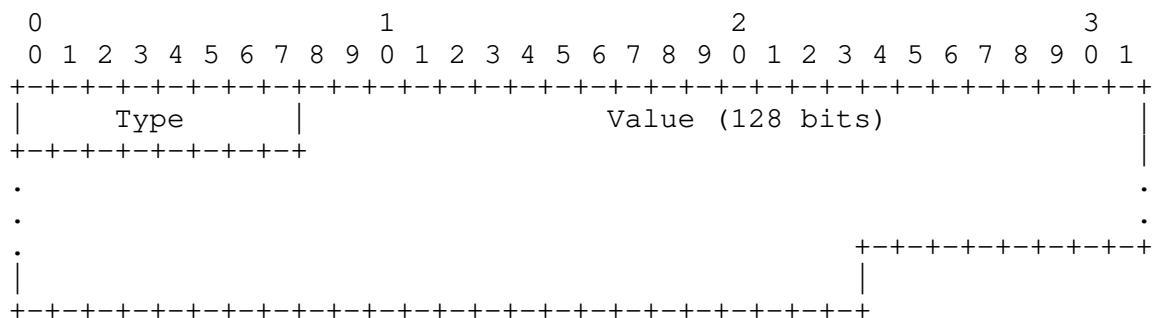 0                   1                   2                   3
 0 1 2 3 4 5 6 7 8 9 0 1 2 3 4 5 6 7 8 9 0 1 2 3 4 5 6 7 8 9 0 1
+-+-+-+-+-+-+-+-+-+-+-+-+-+-+-+-+-+-+-+-+-+-+-+-+-+-+-+-+-+-+-+-+
|     Type      |                 Value (128 bits)              |
+-+-+-+-+-+-+-+-+                                               |
.                                                               .
.                                                               .
.                                               +-+-+-+-+-+-+-+-+
|                                               |
+-+-+-+-+-+-+-+-+-+-+-+-+-+-+-+-+-+-+-+-+-+-+-+-+